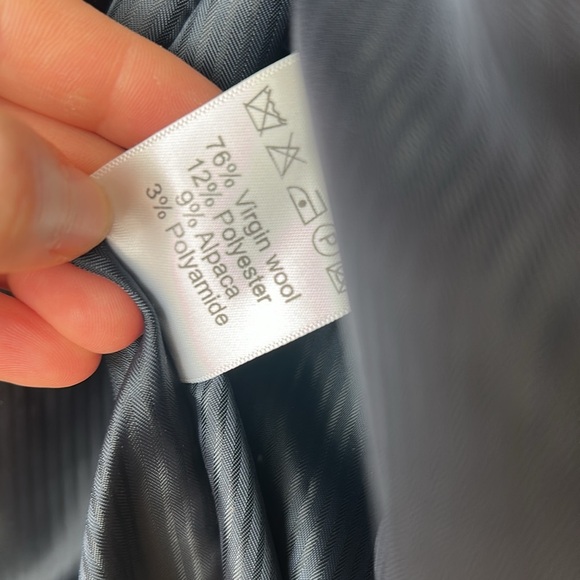 76% Virgin wool
12% Polyester
9% Alpaca
3% Polyamide
P